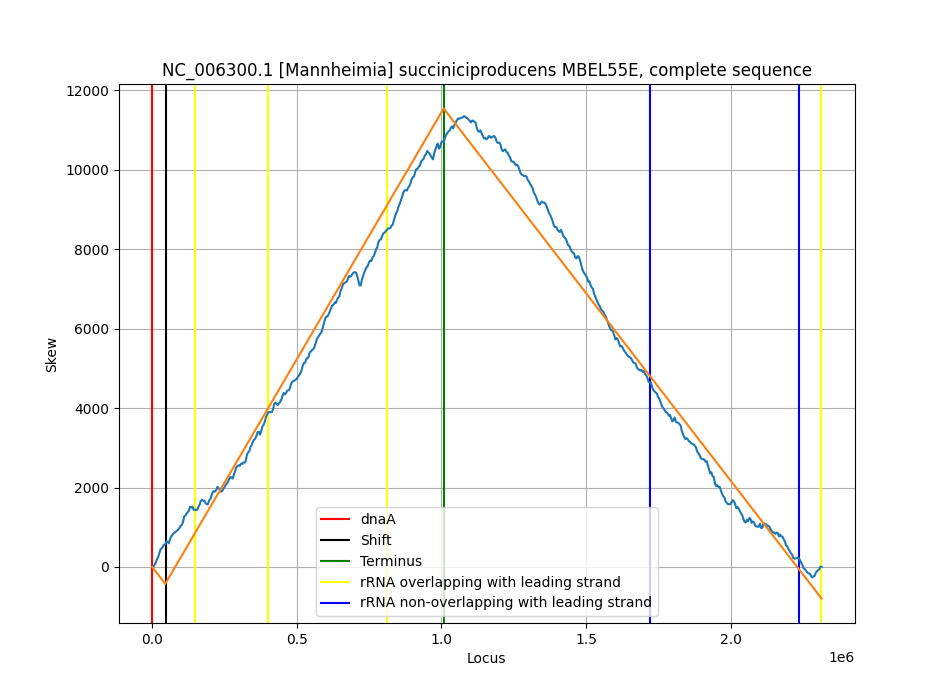 NC_006300.1 [Mannheimia] succiniciproducens MBEL55E, complete sequence
12000
10000
8000
6000
4000
2000
0
Skew
dnaA
Shift
Terminus
rRNA overlapping with leading strand
rRNA non-overlapping with leading strand
0.0 0.5 1.0 1.5 2.0
1e6
Locus